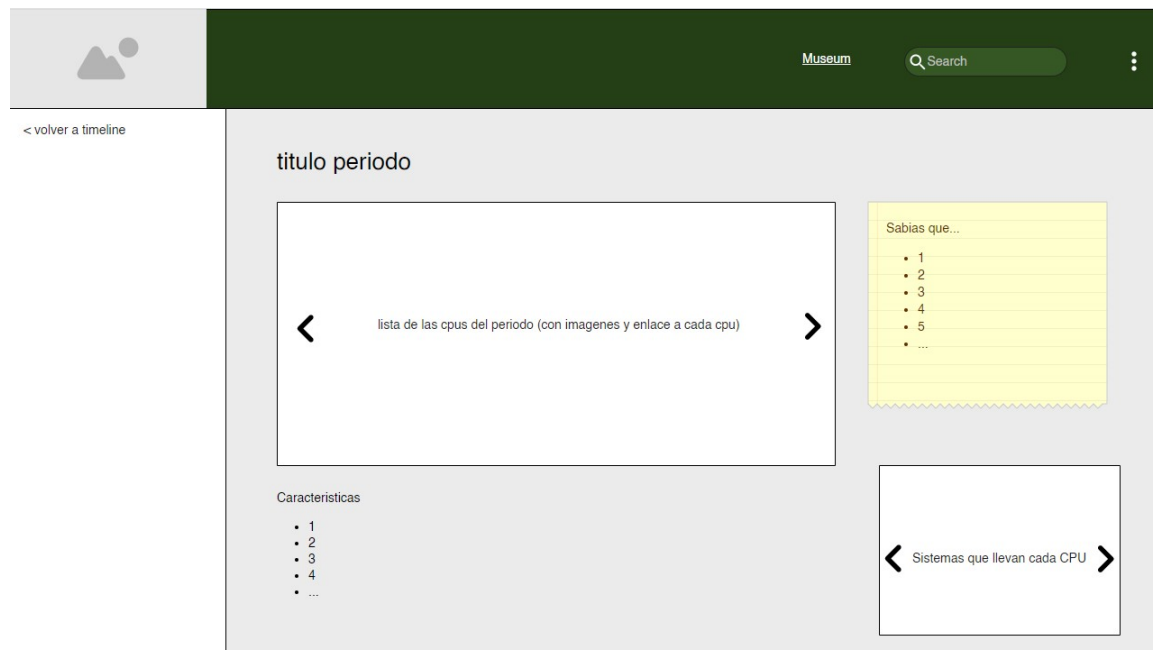 Museum
Search
< volver a timeline
titulo periodo
lista de las cpus del periodo (con imagenes y enlace a cada cpu)
Sabias que...
• 1
• 2
• 3
• 4
• 5
• ...
Caracteristicas
• 1
• 2
• 3
• 4
• ...
Sistemas que llevan cada CPU